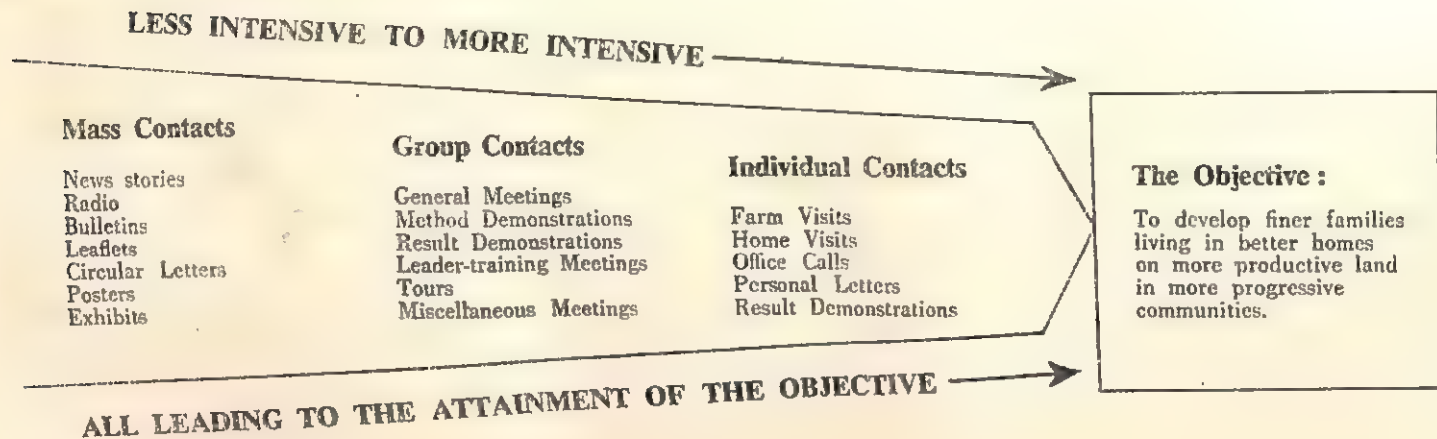 LESS INTENSIVE TO MORE INTENSIVE
Mass Contacts
News stories
Radio
Bulletins
Leaflets
Circular Letters
Posters
Exhibits
Group Contacts
General Meetings
Method Demonstrations
Result Demonstrations
Leader-training Meetings
Tours
Miscellaneous Meetings
Individual Contacts
Farm Visits
Home Visits
Office Calls
Personal Letters
Result Demonstrations
The Objective :
To develop finer families
living in better homes
on more productive land
in more progressive
communities.
ALL LEADING TO THE ATTAINMENT OF THE OBJECTIVE